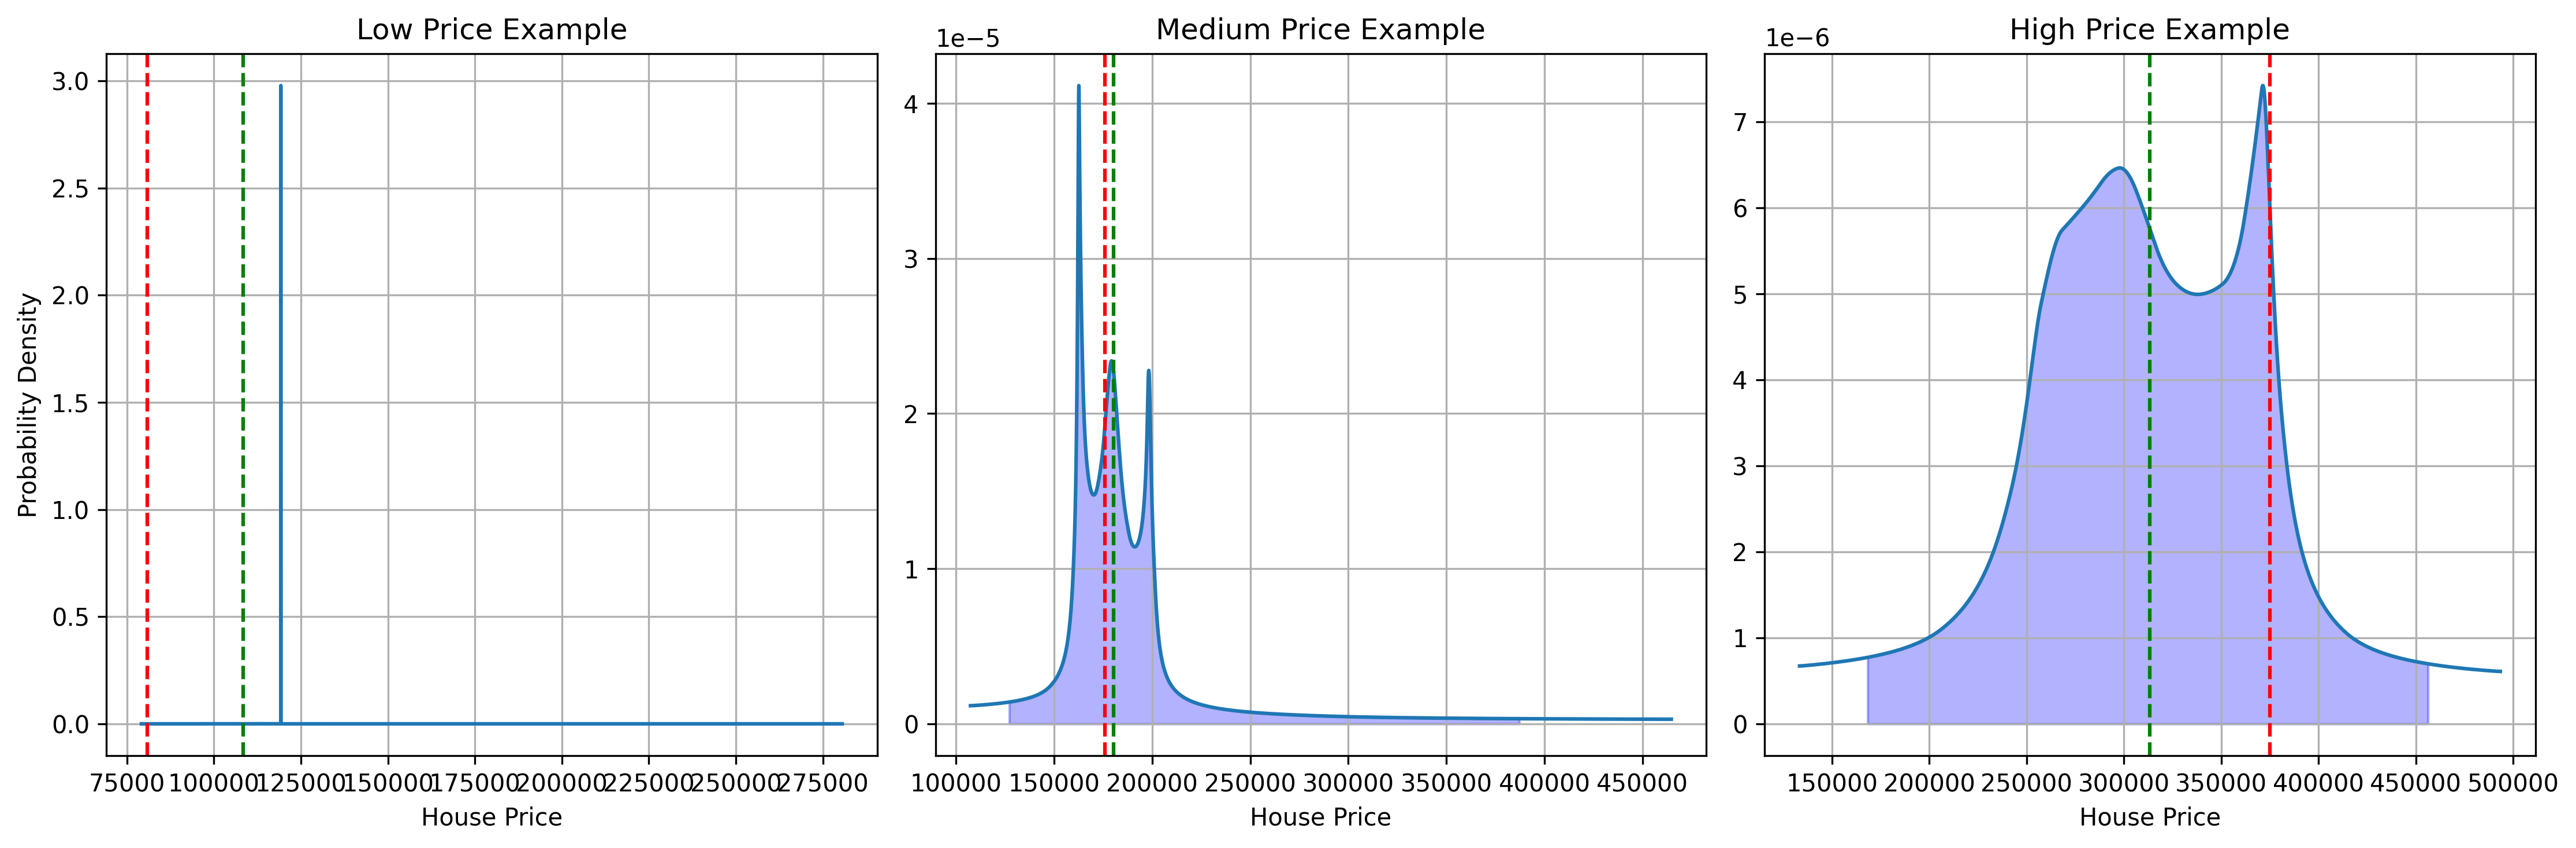 Low Price Example
Probability Density
3.0
2.5
2.0
1.5
1.0
0.5
0.0
75000 100000 125000 150000 175000 200000 225000 250000 275000
House Price
Medium Price Example
1e−5
4
3
2
1
0
100000 150000 200000 250000 300000 350000 400000 450000
House Price
High Price Example
1e−6
7
6
5
4
3
2
1
0
150000 200000 250000 300000 350000 400000 450000 500000
House Price